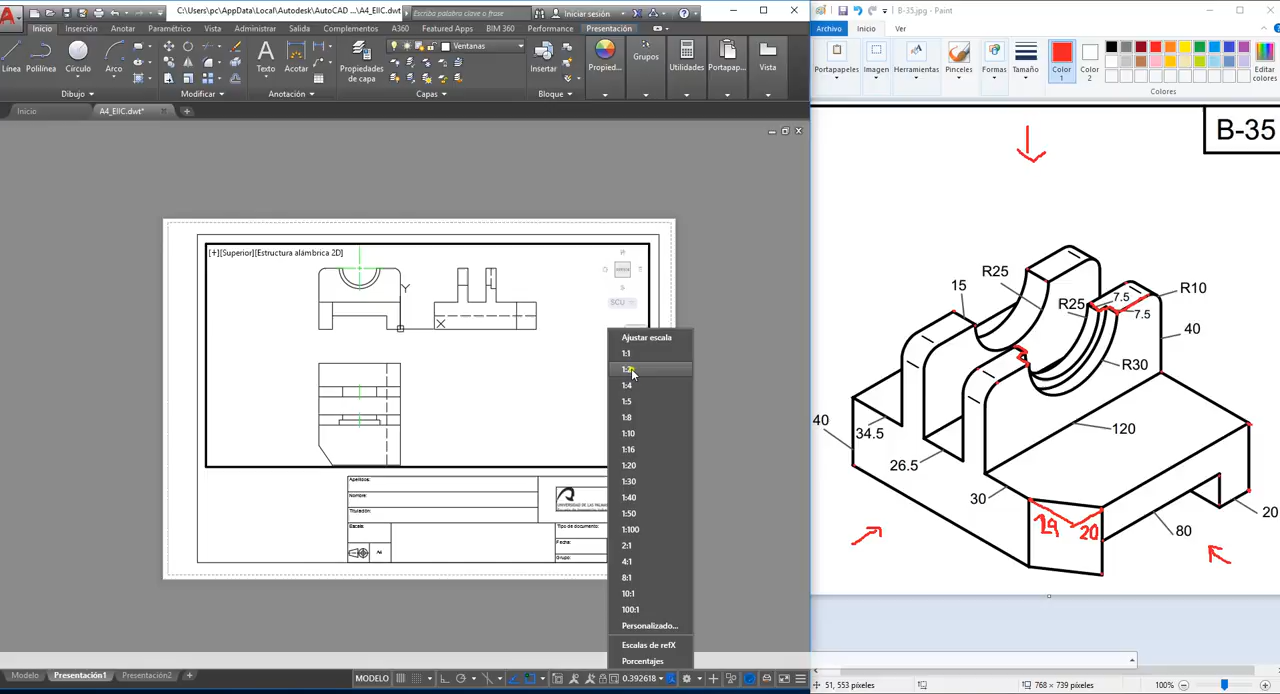 C:\Users\pc\AppData\Local\Autodesk\AutoCAD ...\A4_EIIC.dwt
Escriba palabra clave o frase
Iniciar sesión
Inicio
Inserción
Anotar
Paramétrico
Vista
Administrar
Salida
Complementos
A360
Featured Apps
BIM 360
Performance
Presentación
Línea
Polilínea
Círculo
Arco
Texto
Acotar
Propiedades
de capa
Ventanas
Insertar
Propied...
Grupos
Utilidades
Portapap...
Vista
Dibujo
Modificar
Anotación
Capas
Bloque
Inicio
A4_EIIC.dwt*
[+][Superior][Estructura alámbrica 2D]
SCU
Y
X
Apellidos:
Nombre:
Titulación:
Escala
A4
Tipo de documento:
Fecha:
Grupo:
Ajustar escala
1:1
1:2
1:4
1:5
1:8
1:10
1:16
1:20
1:30
1:40
1:50
1:100
2:1
4:1
8:1
10:1
100:1
Personalizado...
Escalas de refX
Porcentajes
Modelo
Presentación1
Presentación2
MODELO
0.392618
B-35.jpg - Paint
Archivo
Inicio
Ver
Portapapeles
Imagen
Herramientas
Pinceles
Formas
Tamaño
Color
1
Color
2
Editar
colores
Colores
B-35
R25
15
R25
7.5
7.5
R10
40
R30
40
34.5
26.5
120
30
29
20
80
20
51, 553 píxeles
768 × 739 píxeles
100%